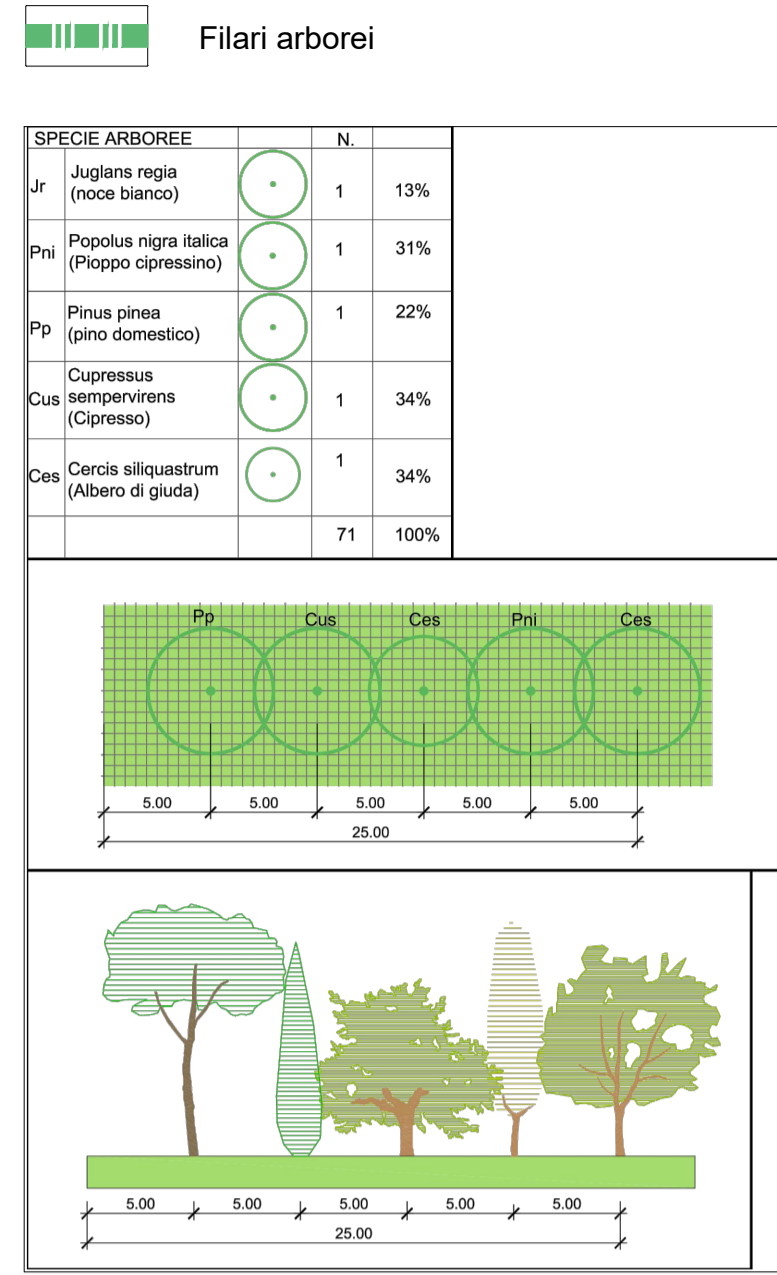 Filari arborei
SPECIE ARBOREE N.
Jr Juglans regia (noce bianco) 1 13%
Pni Popolus nigra italica (Pioppo cipressino) 1 31%
Pp Pinus pinea (pino domestico) 1 22%
Cus Cupressus sempervirens (Cipresso) 1 34%
Ces Cercis siliquastrum (Albero di giuda) 1 34%
71 100%
Pp Cus Ces Pni Ces
5.00 5.00 5.00 5.00 5.00
25.00
5.00 5.00 5.00 5.00 5.00
25.00